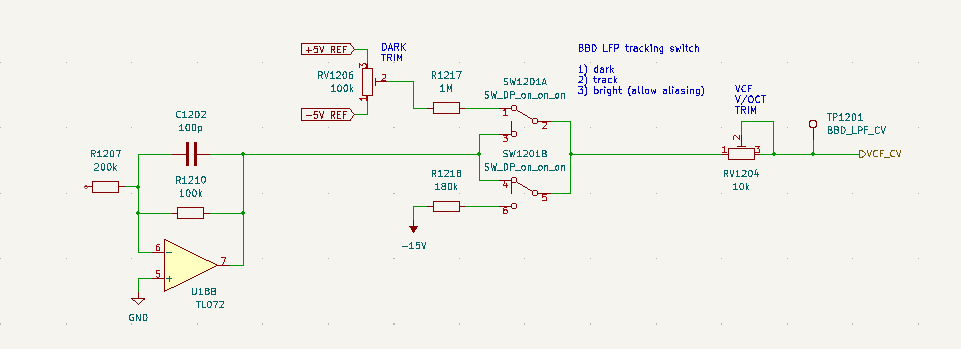 +5V REF
DARK
TRIM
BBD LFP tracking switch
1) dark
2) track
3) bright (allow aliasing)
RV1206
100k
3
2
1
-5V REF
R1217
1M
SW1201A
SW_DP_on_on_on
1
2
3
VCF
V/OCT
TRIM
TP1201
BBD_LPF_CV
C1202
100p
R1207
200k
R1210
100k
SW1201B
SW_DP_on_on_on
R1218
180k
4
5
6
-15V
1
2
3
RV1204
10k
VCF_CV
6
-
5
+
7
U18B
TL072
GND